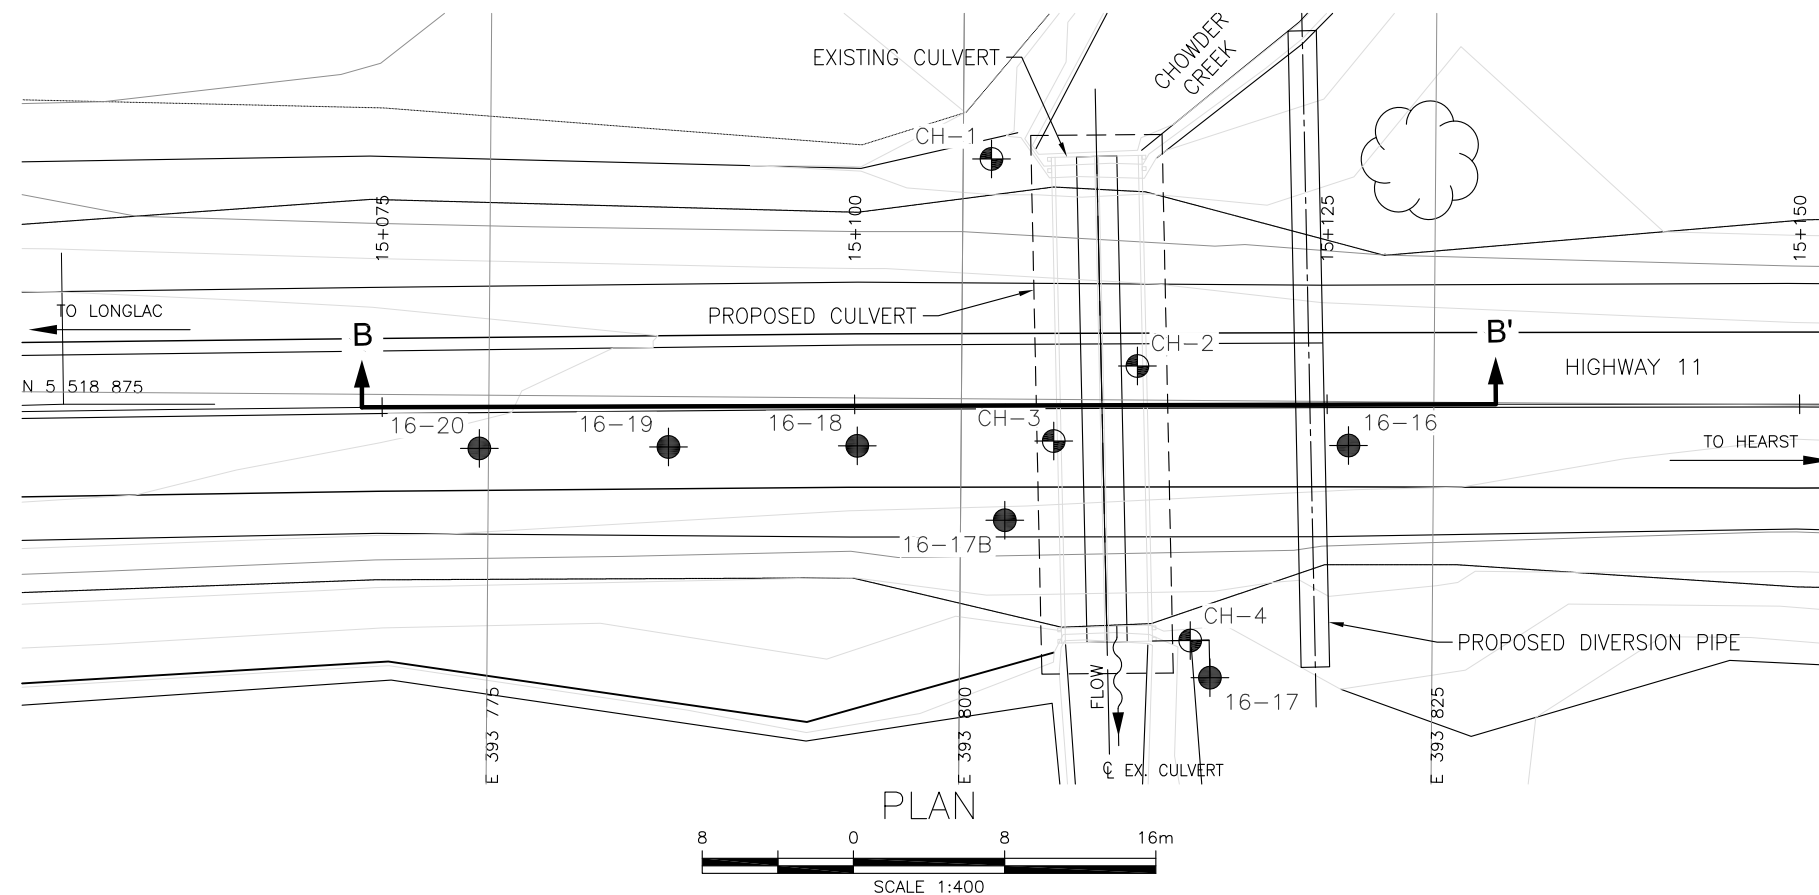 EXISTING CULVERT
CHOWDER
CREEK
CH-1
15+075
15+100
15+125
15+150
TO LONGLAC
PROPOSED CULVERT
B
B'
CH-2
HIGHWAY 11
N 5 518 875
16-20
16-19
16-18
CH-3
16-16
TO HEARST
16-17B
CH-4
PROPOSED DIVERSION PIPE
FLOW
16-17
E 393 775
E 393 800
E 393 825
℄ EX. CULVERT
PLAN
8 0 8 16m
SCALE 1:400